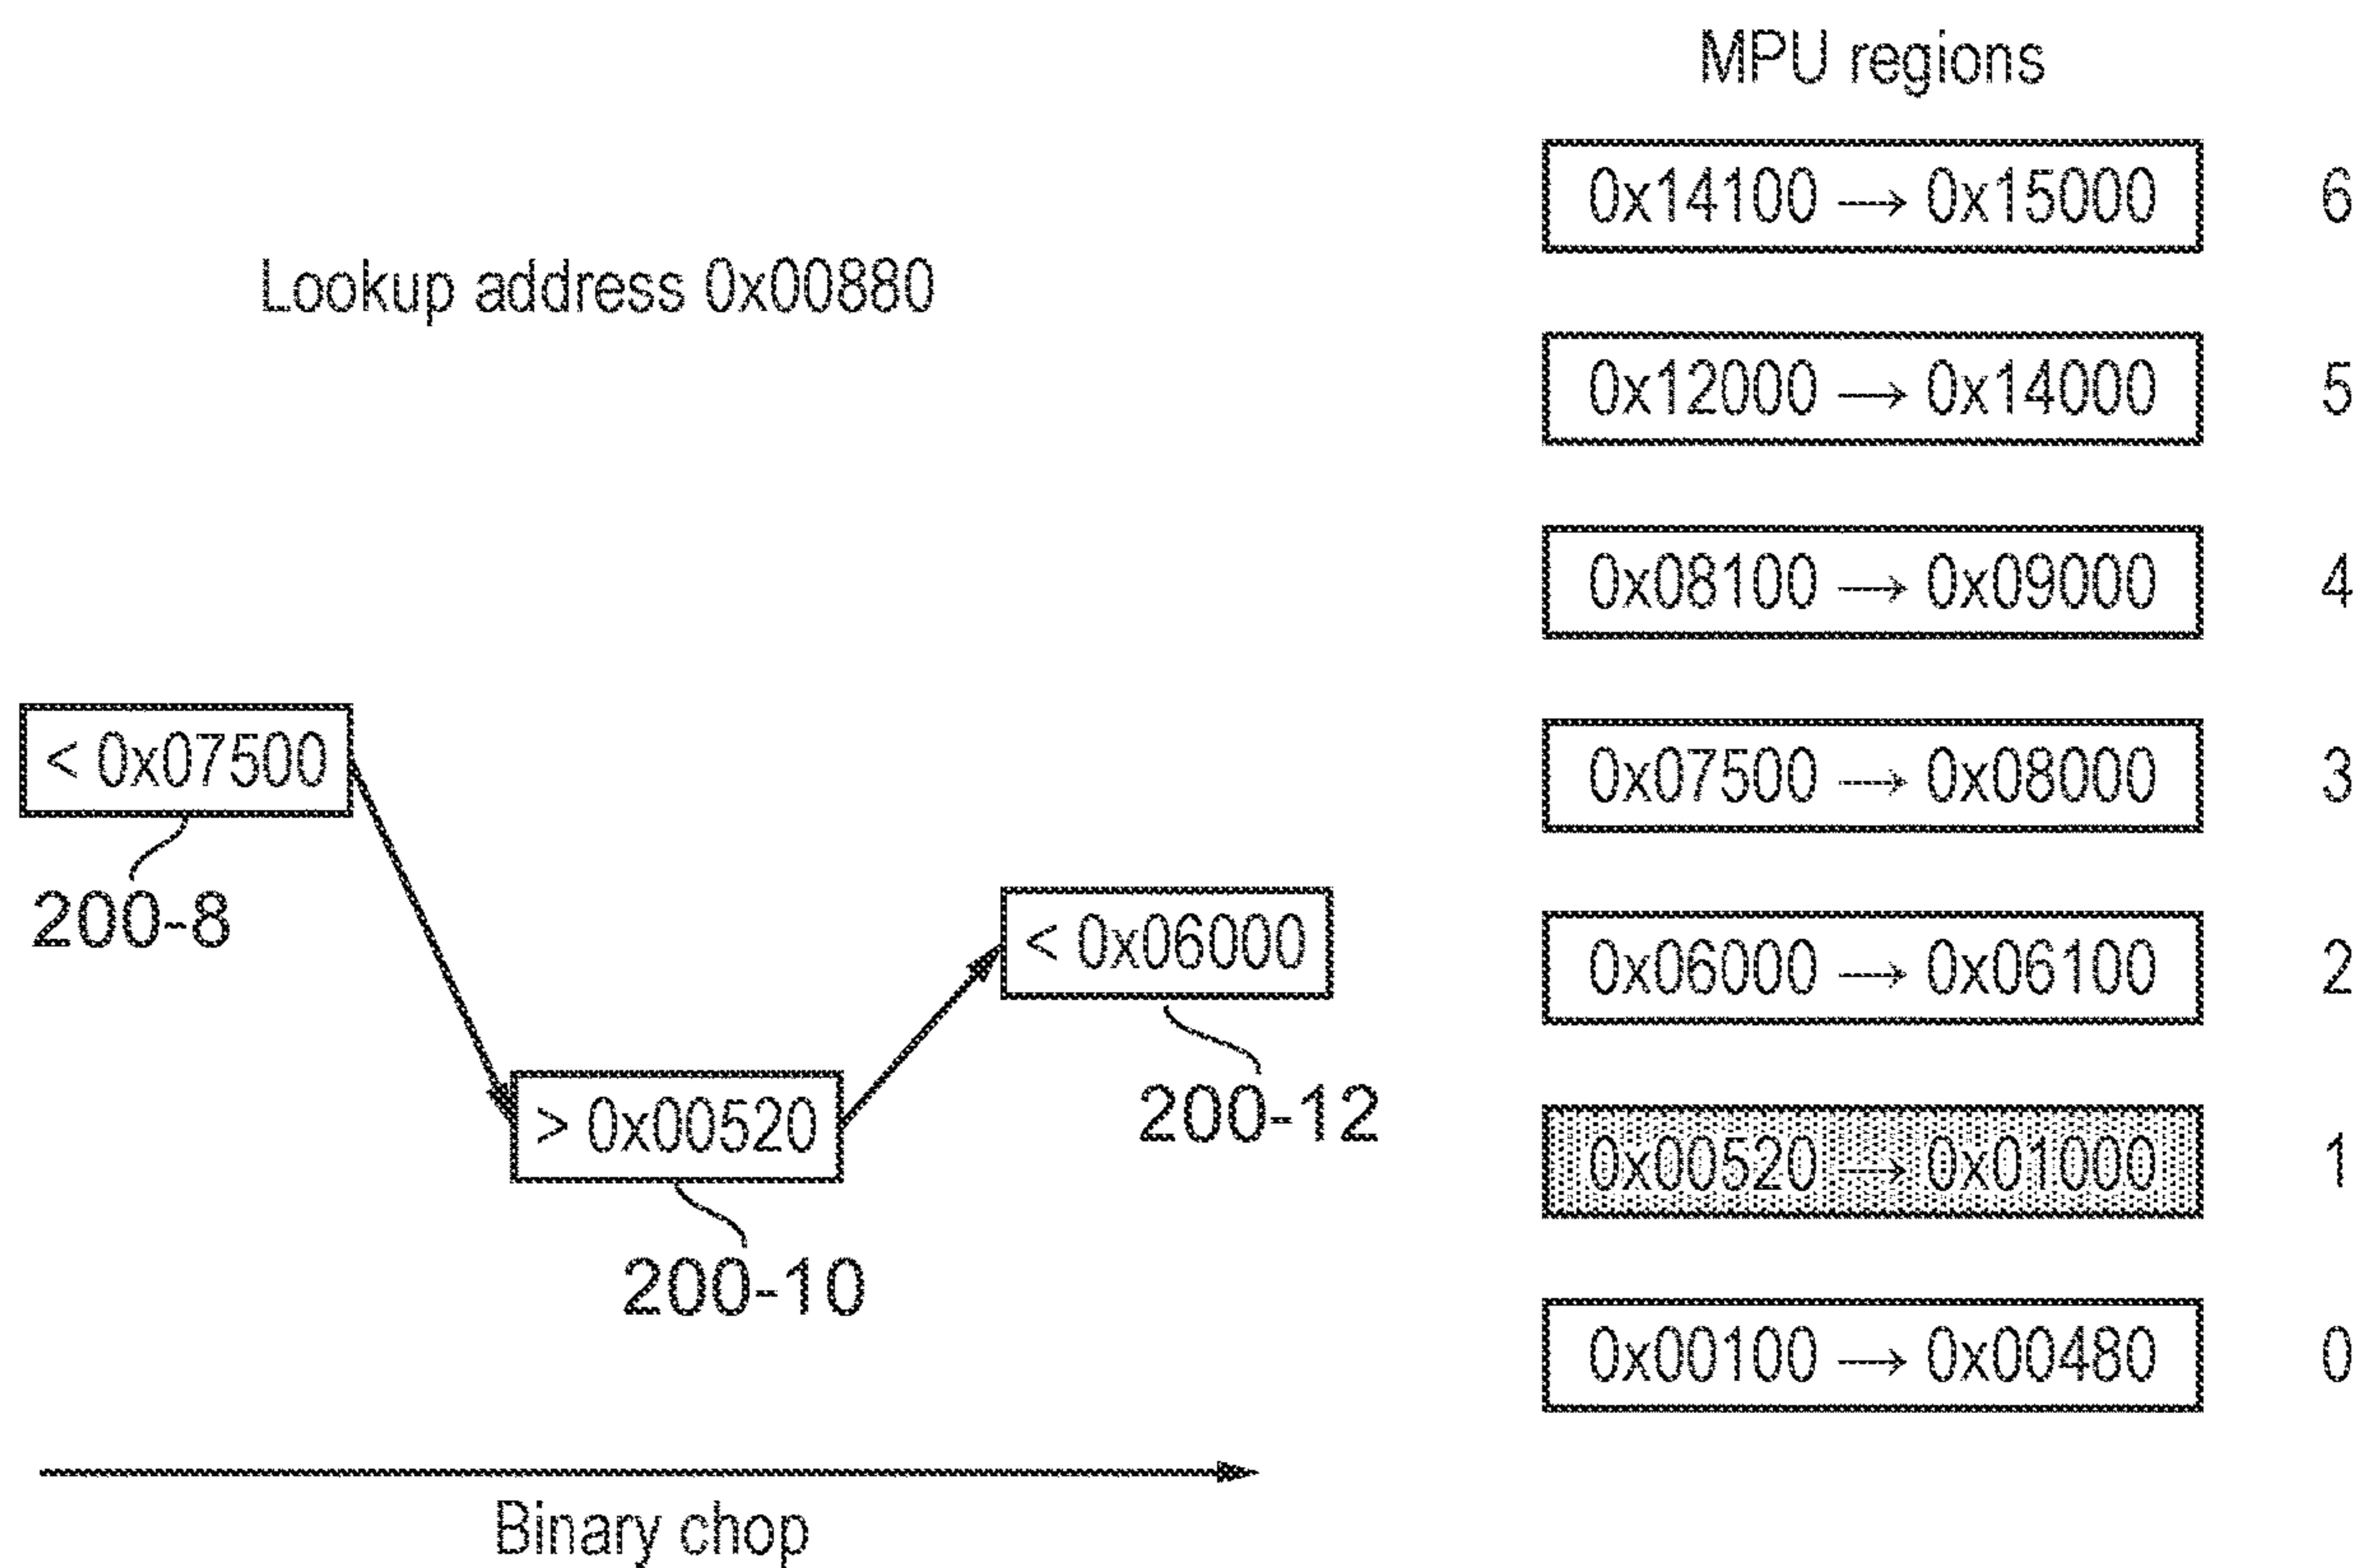 MPU regions
0x14100 → 0x15000 6
Lookup address 0x00880
0x12000 → 0x14000 5
0x08100 → 0x09000 4
< 0x07500
200-8
0x07500 → 0x08000 3
< 0x06000
200-12
0x06000 → 0x06100 2
> 0x00520
200-10
0x00520 → 0x01000 1
0x00100 → 0x00480 0
Binary chop